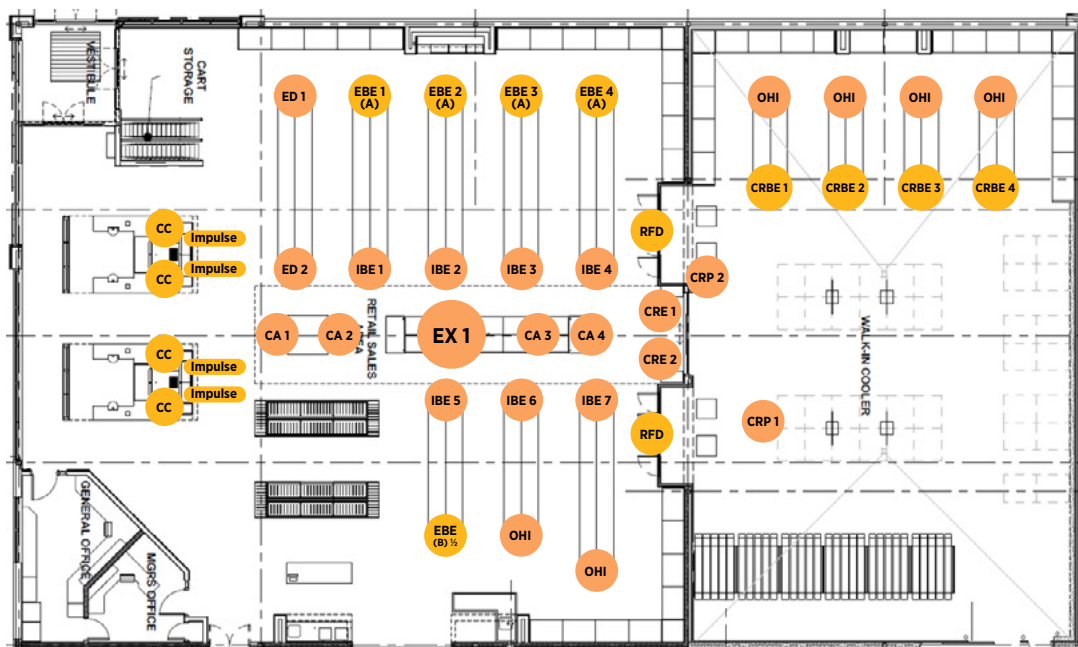 VESTIBULE
CART
STORAGE
ED 1
EBE 1
(A)
EBE 2
(A)
EBE 3
(A)
EBE 4
(A)
OHI
OHI
OHI
OHI
CRBE 1
CRBE 2
CRBE 3
CRBE 4
CC
Impulse
CC
Impulse
RFD
ED 2
IBE 1
IBE 2
IBE 3
IBE 4
CRP 2
CRE 1
RETAIL SALES
AREA
CA 1
CA 2
EX 1
CA 3
CA 4
WALK-IN COOLER
CRE 2
CC
Impulse
CC
Impulse
IBE 5
IBE 6
IBE 7
RFD
CRP 1
GENERAL OFFICE
MGRS OFFICE
EBE
(B) ½
OHI
OHI